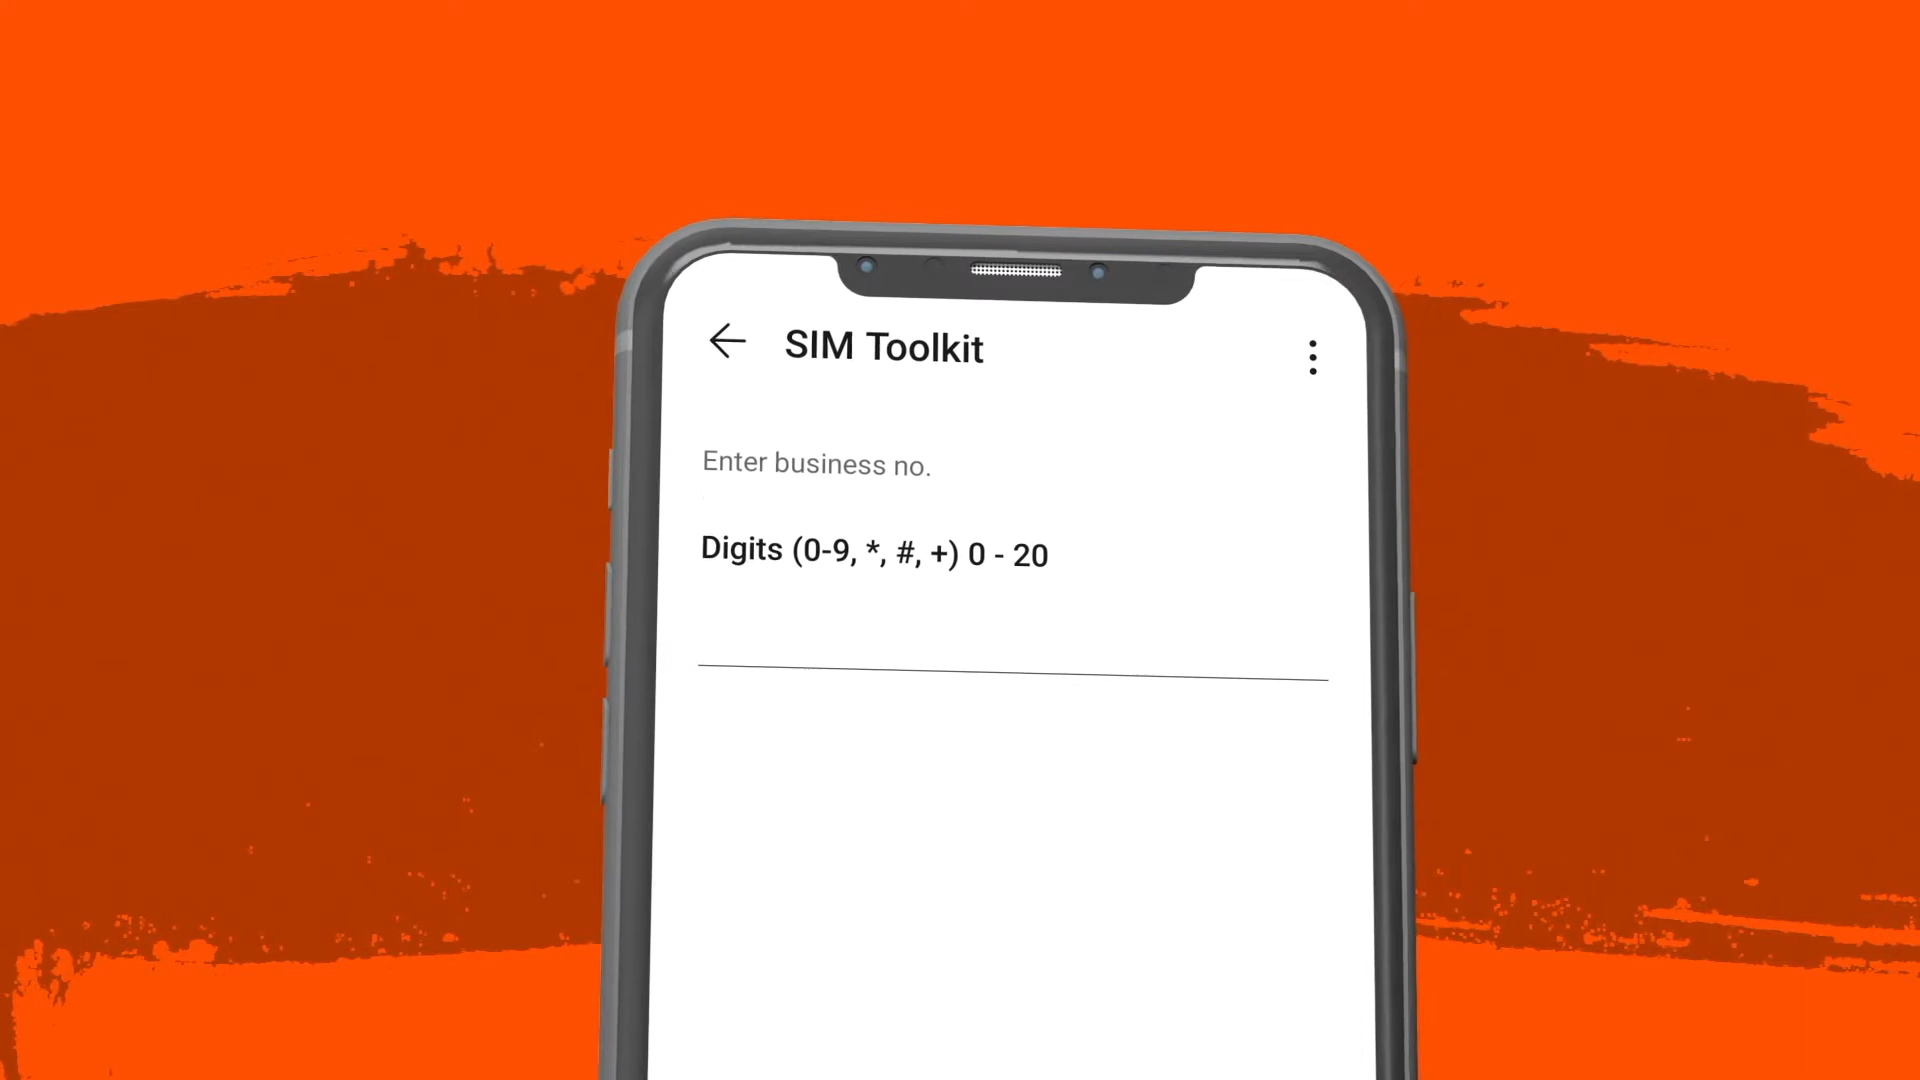 SIM Toolkit
Enter business no.
Digits (0-9, *, #, +) 0 - 20